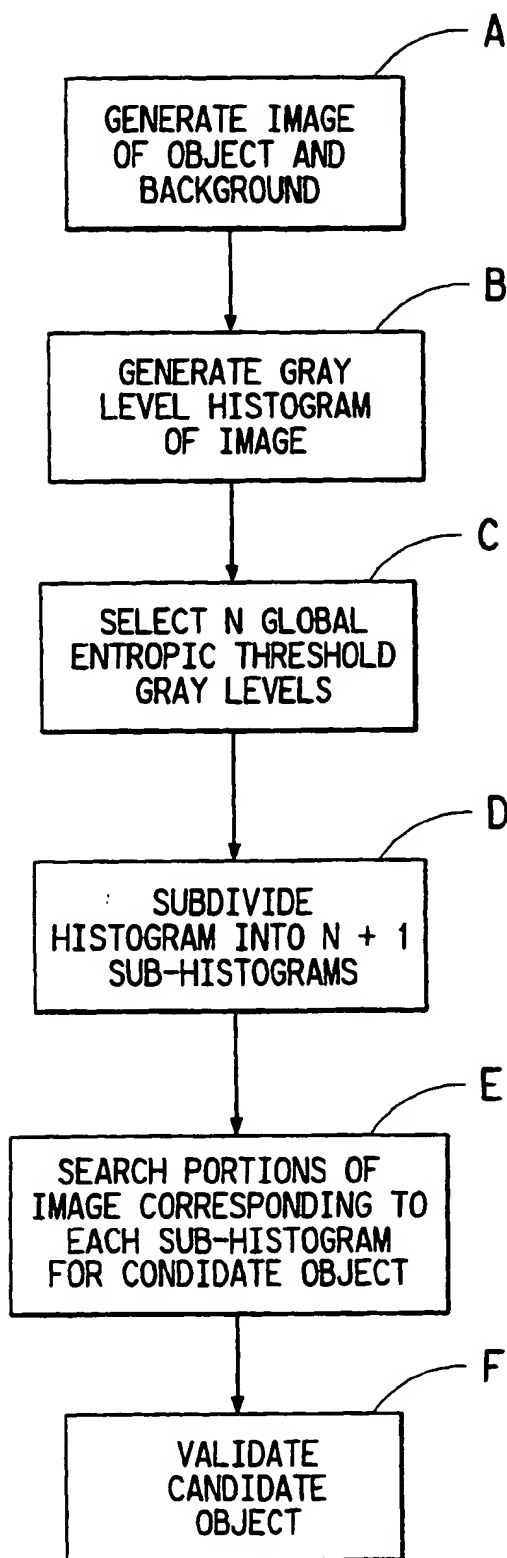 A
GENERATE IMAGE
OF OBJECT AND
BACKGROUND
B
GENERATE GRAY
LEVEL HISTOGRAM
OF IMAGE
C
SELECT N GLOBAL
ENTROPIC THRESHOLD
GRAY LEVELS
D
SUBDIVIDE
HISTOGRAM INTO N + 1
SUB-HISTOGRAMS
E
SEARCH PORTIONS OF
IMAGE CORRESPONDING TO
EACH SUB-HISTOGRAM
FOR CONDIDATE OBJECT
F
VALIDATE
CANDIDATE
OBJECT